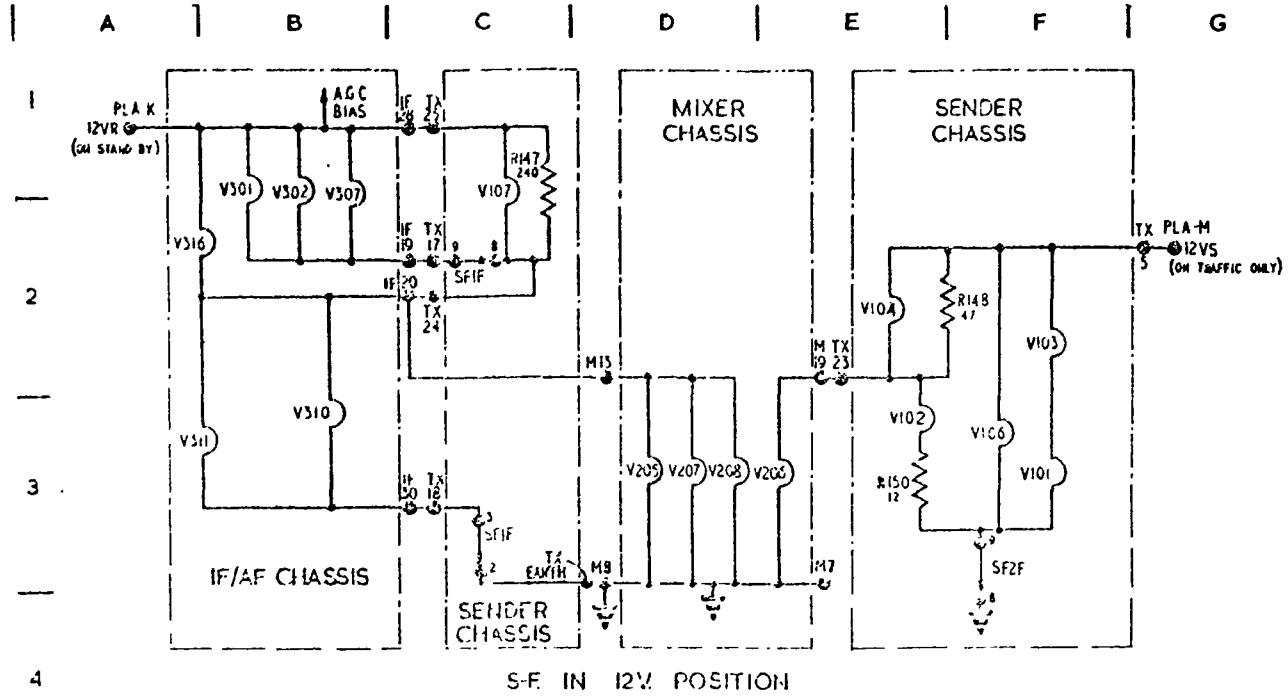 A B C D E F G
1
2
3
4
PLA-K
12VR
(ON STAND BY)
AGC
BIAS
IF
TX
R147
240
V301
V302
V307
V107
V316
IF
19
TX
17
9
8
SF1F
IF 20
TX
24
V310
V311
IF
30
TX
18
3
SF1F
2
TX
EARTH
M8
IF/AF CHASSIS
SENDER
CHASSIS
MIXER
CHASSIS
M15
V205
V207
V208
V206
M7
M
19
TX
23
SENDER
CHASSIS
V104
R148
47
V103
V102
V106
R150
12
V101
9
SF2F
8
TX
5
PLA-M
12VS
(ON TRAFFIC ONLY)
S-F. IN 12V. POSITION